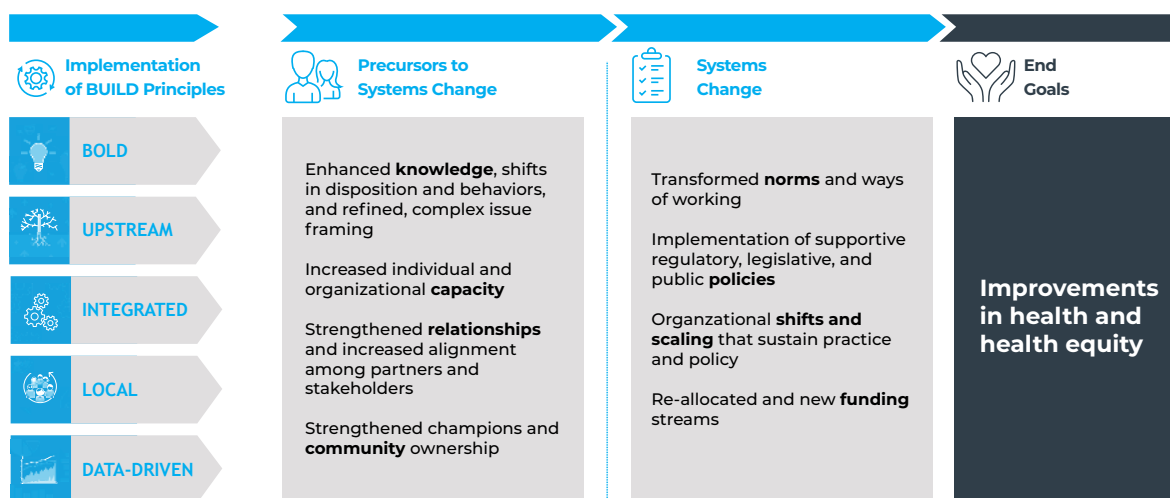 Implementation
of BUILD Principles
BOLD
UPSTREAM
INTEGRATED
LOCAL
DATA-DRIVEN
Precursors to
Systems Change
Enhanced knowledge, shifts
in disposition and behaviors,
and refined, complex issue
framing
Increased individual and
organizational capacity
Strengthened relationships
and increased alignment
among partners and
stakeholders
Strengthened champions and
community ownership
Systems
Change
Transformed norms and ways
of working
Implementation of supportive
regulatory, legislative, and
public policies
Organzational shifts and
scaling that sustain practice
and policy
Re-allocated and new funding
streams
End
Goals
Improvements
in health and
health equity